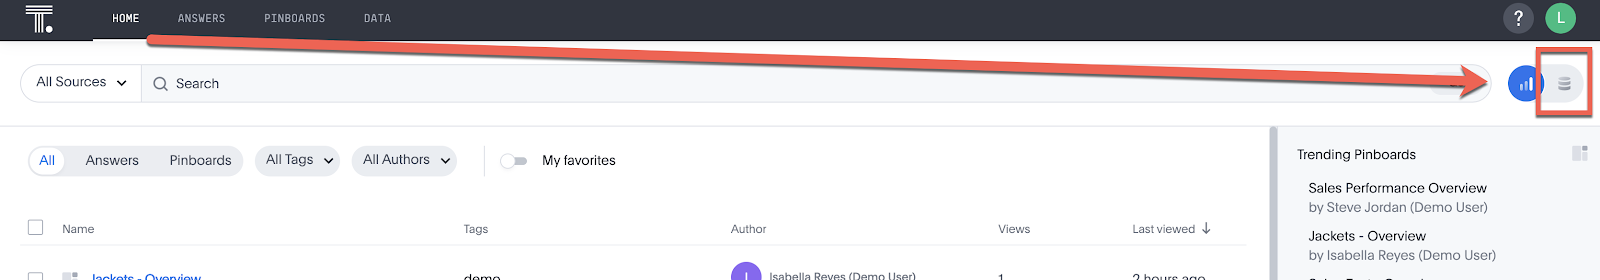 HOME ANSWERS PINBOARDS DATA ? L
All Sources Search
All Answers Pinboards All Tags All Authors My favorites
Trending Pinboards
Sales Performance Overview
by Steve Jordan (Demo User)
Jackets - Overview
by Isabella Reyes (Demo User)
Name Tags Author Views Last viewed
Jackets - Overview demo I Isabella Reyes (Demo User) 1 2 hours ago